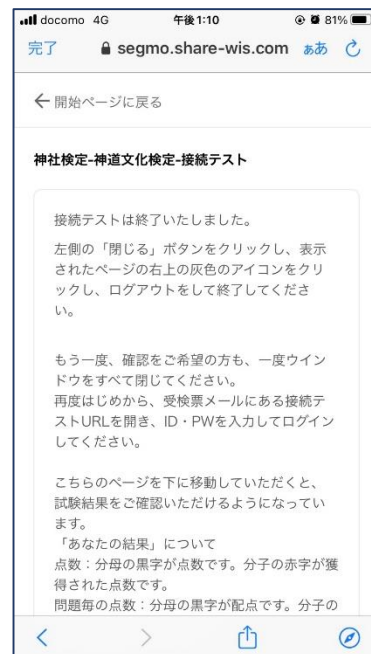 docomo 4G 午後1:10 81%
完了 segmo.share-wis.com ぁあ
開始ページに戻る
神社検定-神道文化検定-接続テスト
接続テストは終了いたしました。
左側の「閉じる」ボタンをクリックし、表示
されたページの右上の灰色のアイコンをクリ
ックし、ログアウトをして終了してくださ
い。
もう一度、確認をご希望の方も、一度ウイン
ドウをすべて閉じてください。
再度はじめから、受検票メールにある接続テ
ストURLを開き、ID・PWを入力してログイン
してください。
こちらのページを下に移動していただくと、
試験結果をご確認いただけるようになってい
ます。
「あなたの結果」について
点数：分母の黒字が点数です。分子の赤字が獲
得された点数です。
問題毎の点数：分母の黒字が配点です。分子の